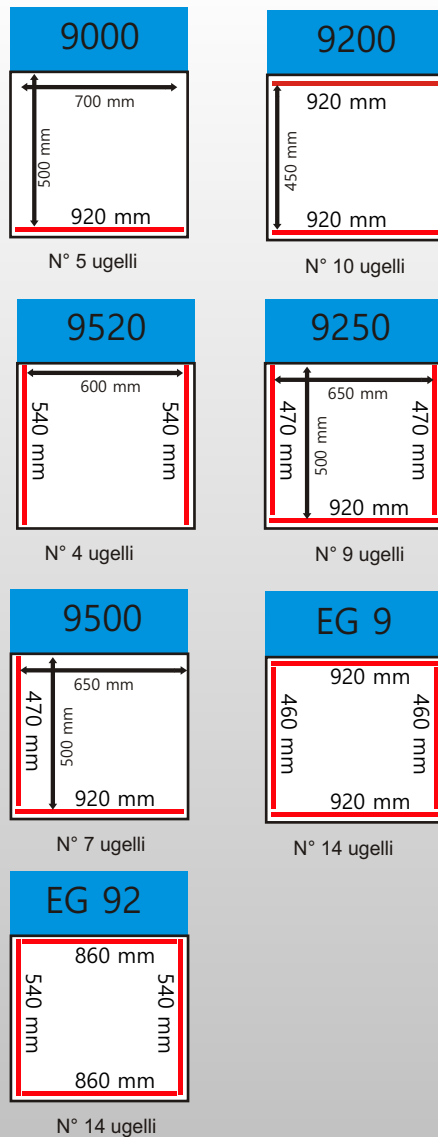 9000
700 mm
500 mm
920 mm
N° 5 ugelli
9200
920 mm
450 mm
920 mm
N° 10 ugelli
9520
600 mm
540 mm
540 mm
N° 4 ugelli
9250
650 mm
470 mm
500 mm
470 mm
920 mm
N° 9 ugelli
9500
650 mm
470 mm
500 mm
920 mm
N° 7 ugelli
EG 9
920 mm
460 mm
460 mm
920 mm
N° 14 ugelli
EG 92
860 mm
540 mm
540 mm
860 mm
N° 14 ugelli